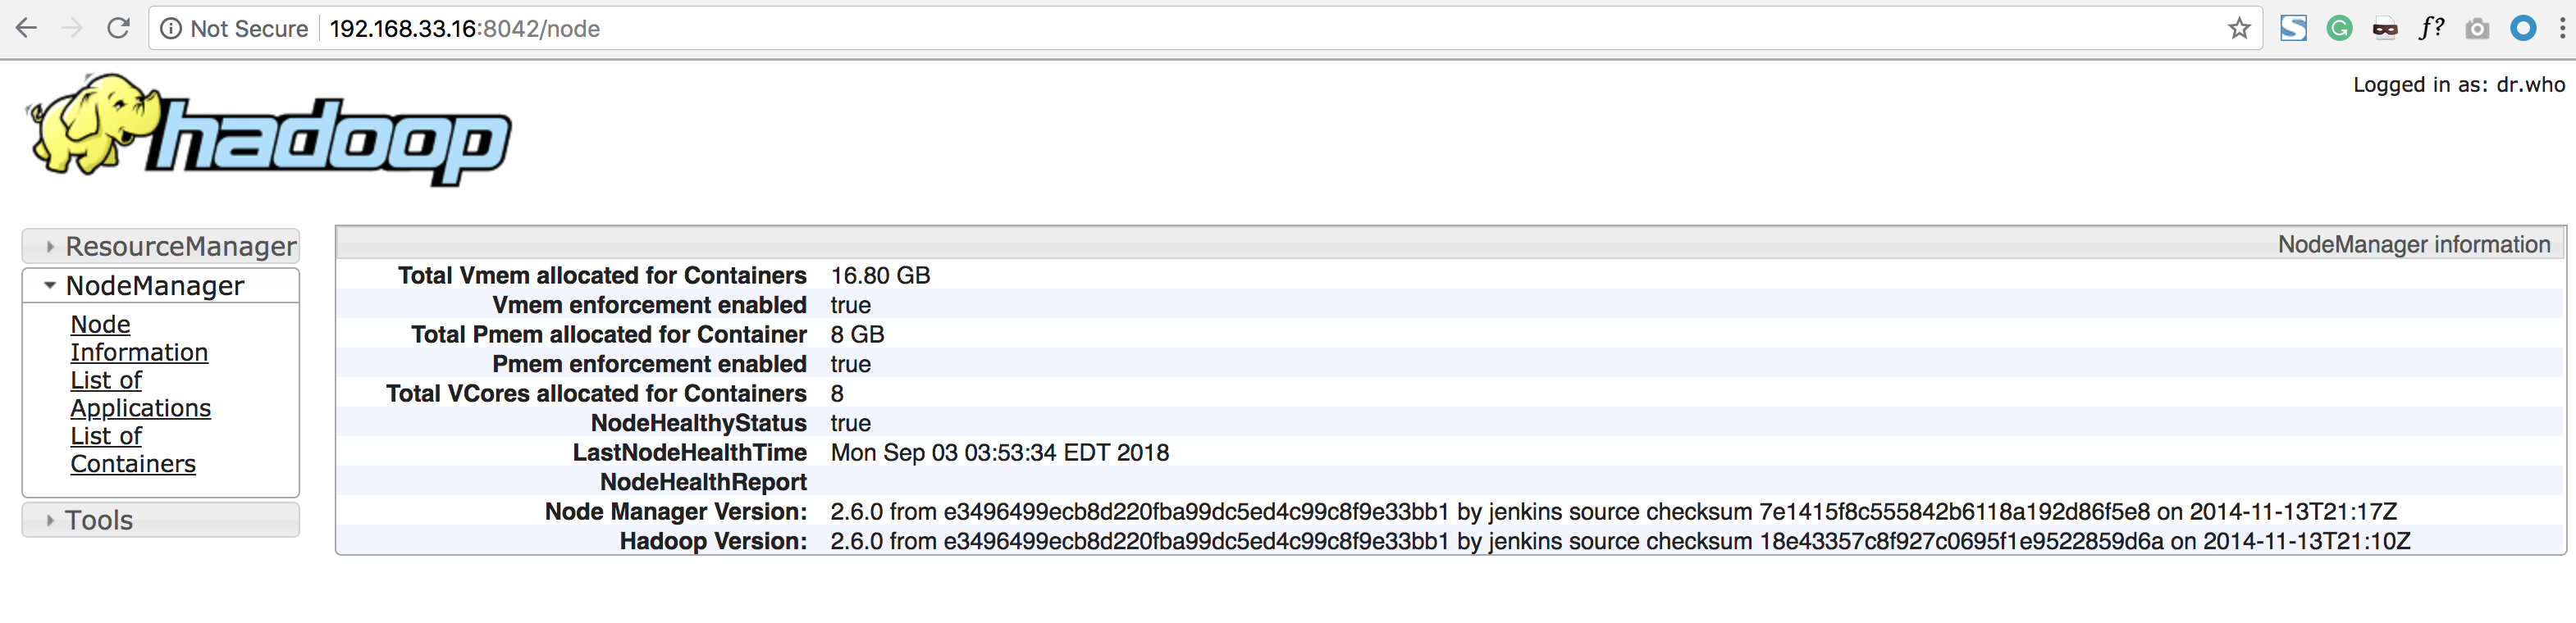 Not Secure 192.168.33.16:8042/node
Logged in as: dr.who
hadoop
ResourceManager
NodeManager
Node
Information
List of
Applications
List of
Containers
Tools
NodeManager information
Total Vmem allocated for Containers 16.80 GB
Vmem enforcement enabled true
Total Pmem allocated for Container 8 GB
Pmem enforcement enabled true
Total VCores allocated for Containers 8
NodeHealthyStatus true
LastNodeHealthTime Mon Sep 03 03:53:34 EDT 2018
NodeHealthReport
Node Manager Version: 2.6.0 from e3496499ecb8d220fba99dc5ed4c99c8f9e33bb1 by jenkins source checksum 7e1415f8c555842b6118a192d86f5e8 on 2014-11-13T21:17Z
Hadoop Version: 2.6.0 from e3496499ecb8d220fba99dc5ed4c99c8f9e33bb1 by jenkins source checksum 18e43357c8f927c0695f1e9522859d6a on 2014-11-13T21:10Z